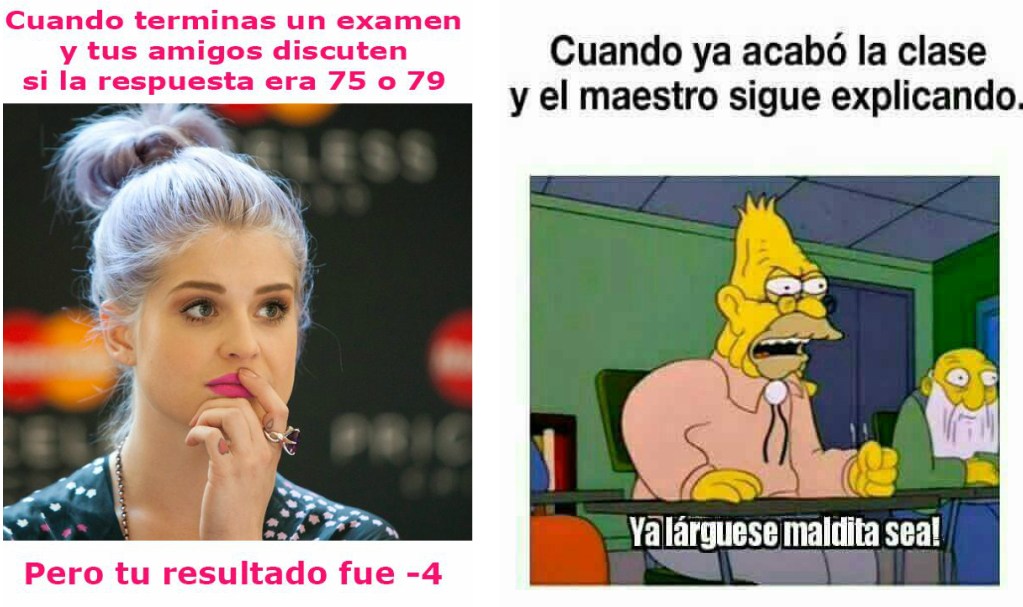 Cuando terminas un examen
y tus amigos discuten
si la respuesta era 75 o 79
Pero tu resultado fue -4
Cuando ya acabó la clase
y el maestro sigue explicando.
Ya lárguese maldita sea!